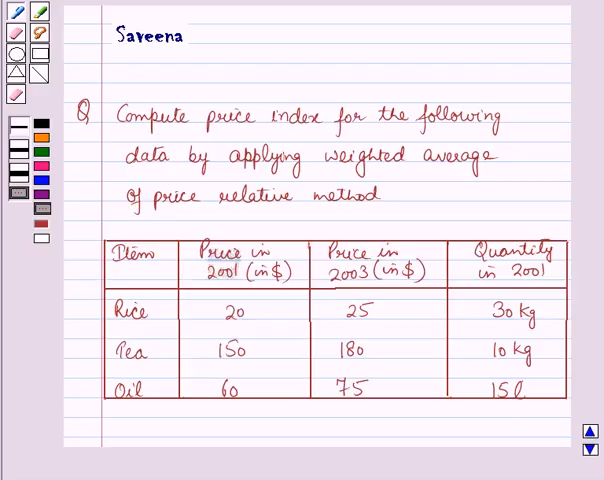 Saveena
Q Compute price index for the following
data by applying weighted average
of price relative method
Item Price in 2001 (in $) Price in 2003 (in $) Quantity in 2001
Rice 20 25 30 kg
Tea 150 180 10 kg
Oil 60 75 15 l